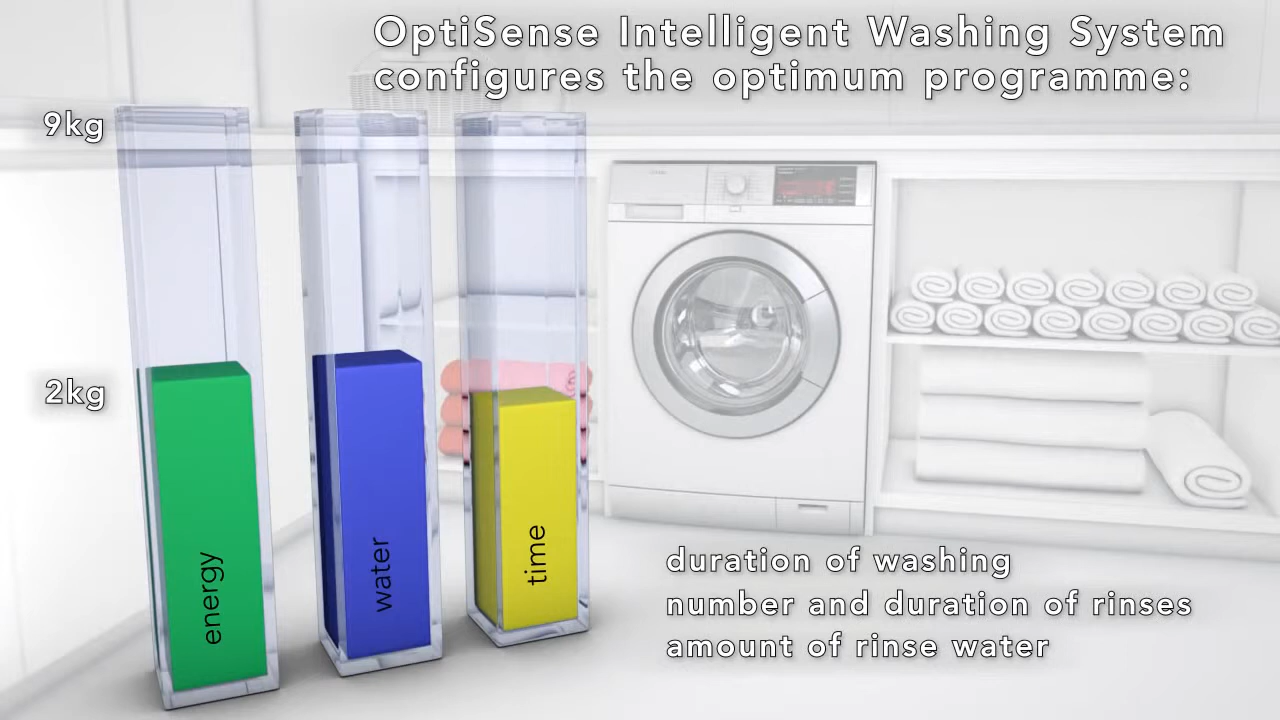 OptiSense Intelligent Washing System
configures the optimum programme:
9kg
2kg
energy
water
time
duration of washing
number and duration of rinses
amount of rinse water